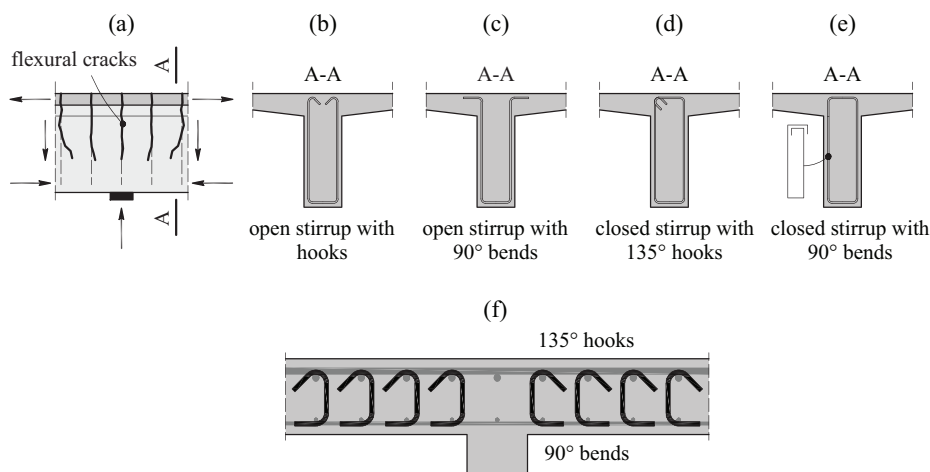 (a)
(b)
(c)
(d)
(e)
flexural cracks
A
A-A
A-A
A-A
A-A
A
open stirrup with
hooks
open stirrup with
90° bends
closed stirrup with
135° hooks
closed stirrup with
90° bends
(f)
135° hooks
90° bends